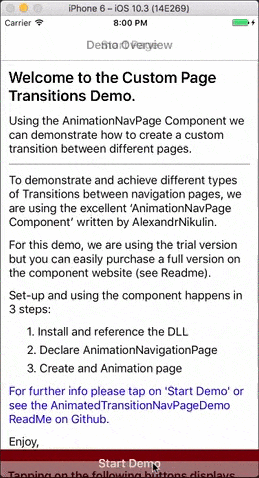 iPhone 6 – iOS 10.3 (14E269)
Carrier
8:00 PM
Demo Overview
Start Page
Welcome to the Custom Page
Transitions Demo.
Using the AnimationNavPage Component we
can demonstrate how to create a custom
transition between different pages.
To demonstrate and achieve different types
of Transitions between navigation pages, we
are using the excellent ‘AnimationNavPage
Component’ written by AlexandrNikulin.
For this demo, we are using the trial version
but you can easily purchase a full version on
the component website (see Readme).
Set-up and using the component happens in
3 steps:
1. Install and reference the DLL
2. Declare AnimationNavigationPage
3. Create and Animation page
For further info please tap on 'Start Demo' or
see the AnimatedTransitionNavPageDemo
ReadMe on Github.
Enjoy,
Start Demo
Tapping on the following buttons displays